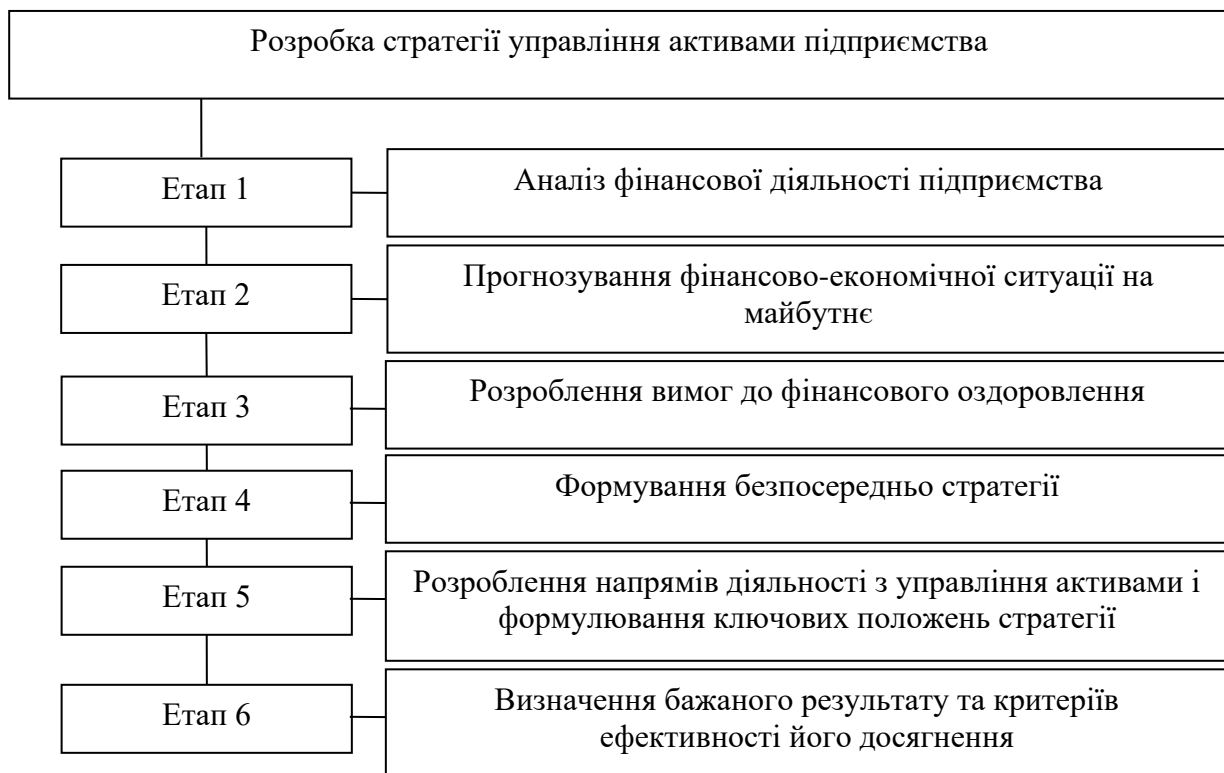 Розробка стратегії управління активами підприємства
Етап 1
Аналіз фінансової діяльності підприємства
Етап 2
Прогнозування фінансово-економічної ситуації на
майбутнє
Етап 3
Розроблення вимог до фінансового оздоровлення
Етап 4
Формування безпосередньо стратегії
Етап 5
Розроблення напрямів діяльності з управління активами і
формулювання ключових положень стратегії
Етап 6
Визначення бажаного результату та критеріїв
ефективності його досягнення